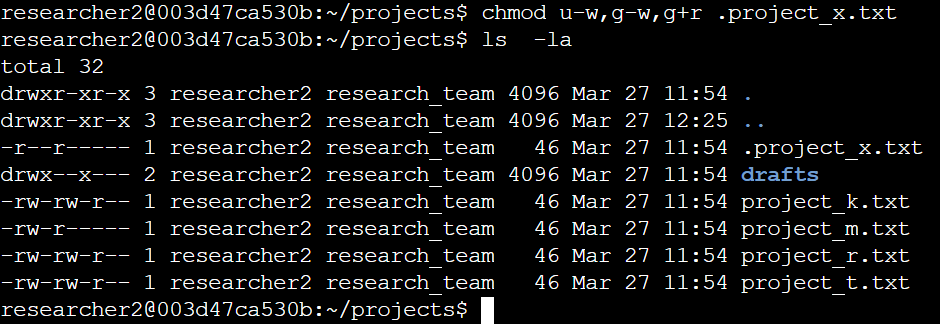 researcher2@003d47ca530b:~/projects$ chmod u-w,g-w,g+r .project_x.txt
researcher2@003d47ca530b:~/projects$ ls  -la
total 32
drwxr-xr-x 3 researcher2 research_team 4096 Mar 27 11:54 .
drwxr-xr-x 3 researcher2 research_team 4096 Mar 27 12:25 ..
-r--r----- 1 researcher2 research_team   46 Mar 27 11:54 .project_x.txt
drwx--x--- 2 researcher2 research_team 4096 Mar 27 11:54 drafts
-rw-rw-r-- 1 researcher2 research_team   46 Mar 27 11:54 project_k.txt
-rw-r----- 1 researcher2 research_team   46 Mar 27 11:54 project_m.txt
-rw-rw-r-- 1 researcher2 research_team   46 Mar 27 11:54 project_r.txt
-rw-rw-r-- 1 researcher2 research_team   46 Mar 27 11:54 project_t.txt
researcher2@003d47ca530b:~/projects$